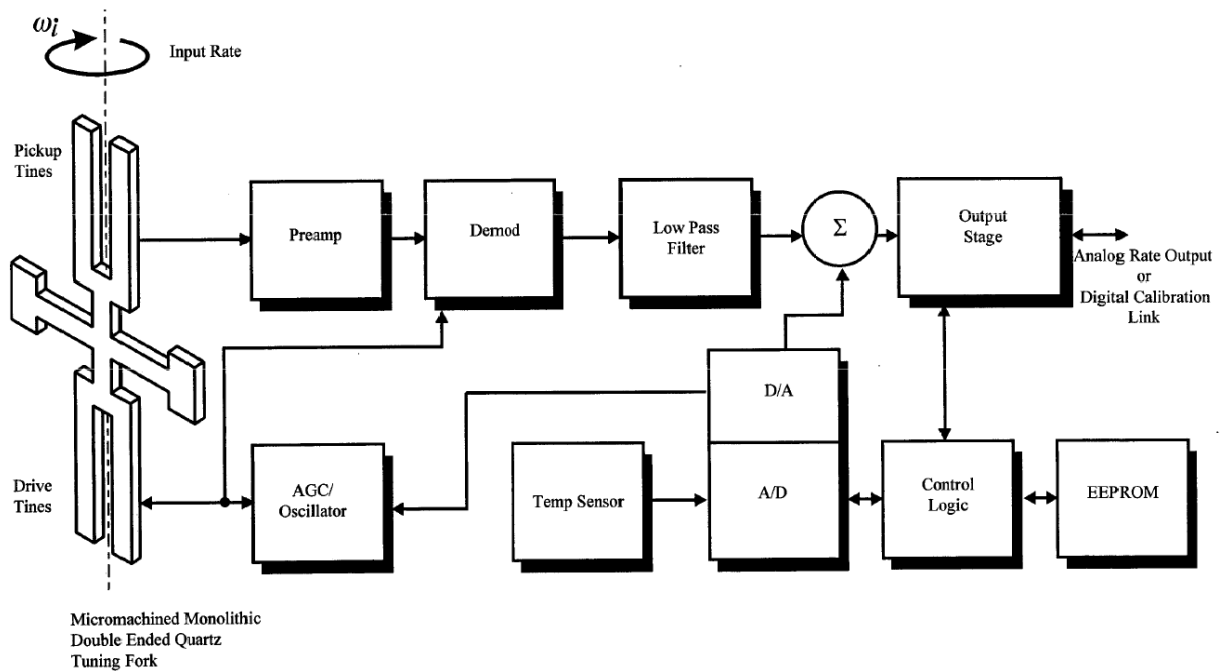 ωi
Input Rate
Pickup
Tines
Preamp
Demod
Low Pass
Filter
Σ
Output
Stage
Analog Rate Output
or
Digital Calibration
Link
D/A
Drive
Tines
AGC/
Oscillator
Temp Sensor
A/D
Control
Logic
EEPROM
Micromachined Monolithic
Double Ended Quartz
Tuning Fork